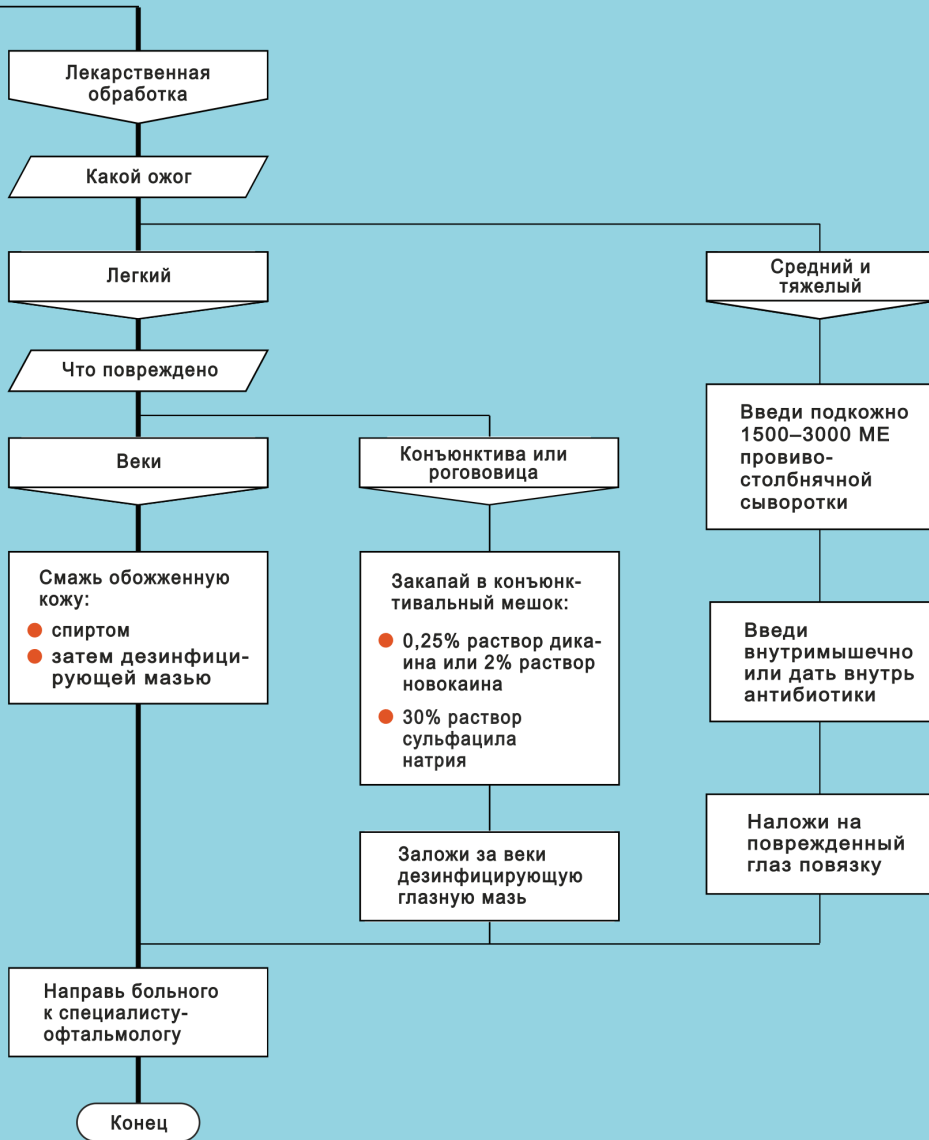 Лекарственная
обработка
Какой ожог
Легкий
Средний и
тяжелый
Что повреждено
Веки
Конъюнктива или
рогововица
Введи подкожно
1500–3000 МЕ
провиво-
столбнячной
сыворотки
Смажь обожженную
кожу:
спиртом
затем дезинфици-
рующей мазью
Закапай в конъюнк-
тивальный мешок:
0,25% раствор дика-
ина или 2% раствор
новокаина
30% раствор
сульфацила
натрия
Введи
внутримышечно
или дать внутрь
антибиотики
Заложи за веки
дезинфицирующую
глазную мазь
Наложи на
поврежденный
глаз повязку
Направь больного
к специалисту-
офтальмологу
Конец